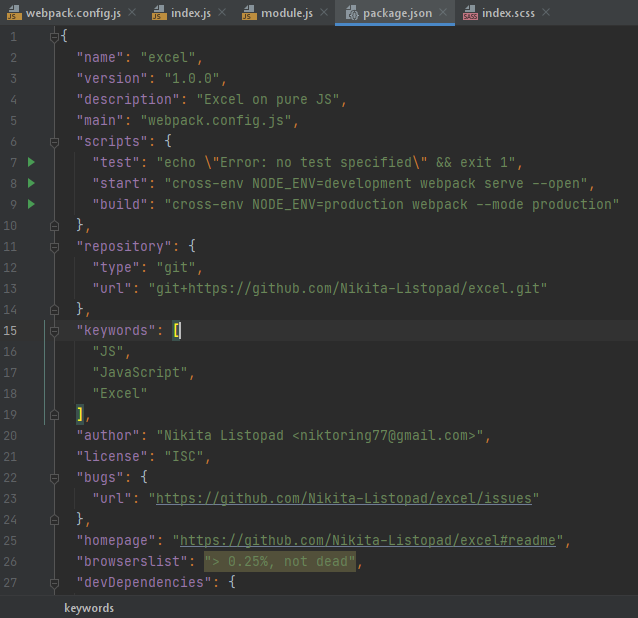 webpack.config.js index.js module.js package.json index.scss
1 {
2 "name": "excel",
3 "version": "1.0.0",
4 "description": "Excel on pure JS",
5 "main": "webpack.config.js",
6 "scripts": {
7 "test": "echo \"Error: no test specified\" && exit 1",
8 "start": "cross-env NODE_ENV=development webpack serve --open",
9 "build": "cross-env NODE_ENV=production webpack --mode production"
10 },
11 "repository": {
12 "type": "git",
13 "url": "git+https://github.com/Nikita-Listopad/excel.git"
14 },
15 "keywords": [
16 "JS",
17 "JavaScript",
18 "Excel"
19 ],
20 "author": "Nikita Listopad <niktoring77@gmail.com>",
21 "license": "ISC",
22 "bugs": {
23 "url": "https://github.com/Nikita-Listopad/excel/issues"
24 },
25 "homepage": "https://github.com/Nikita-Listopad/excel#readme",
26 "browserslist": "> 0.25%, not dead",
27 "devDependencies": {
keywords